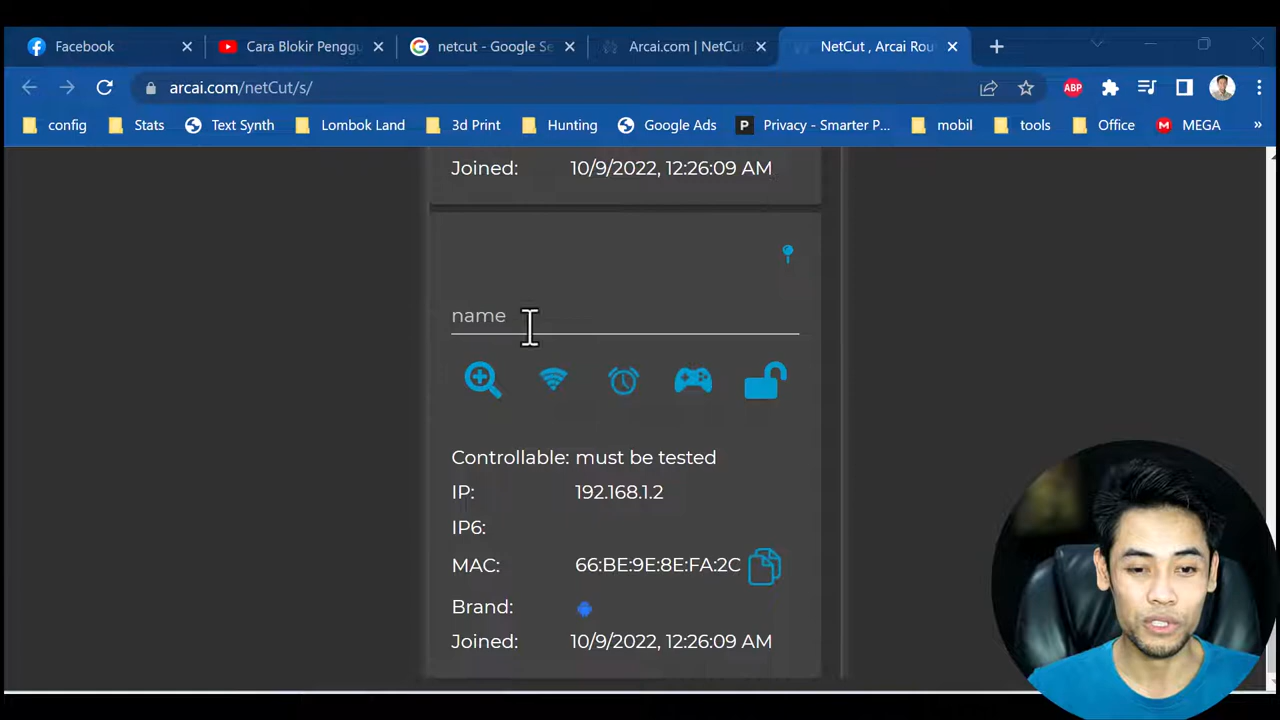 Facebook
Cara Blokir Penggu
netcut - Google Se
Arcai.com | NetCu
NetCut , Arcai Rou
arcai.com/netCut/s/
ABP
config
Stats
Text Synth
Lombok Land
3d Print
Hunting
Google Ads
P
Privacy - Smarter P...
mobil
tools
Office
M
MEGA
»
Joined: 10/9/2022, 12:26:09 AM
name
Controllable: must be tested
IP: 192.168.1.2
IP6:
MAC: 66:BE:9E:8E:FA:2C
Brand:
Joined: 10/9/2022, 12:26:09 AM